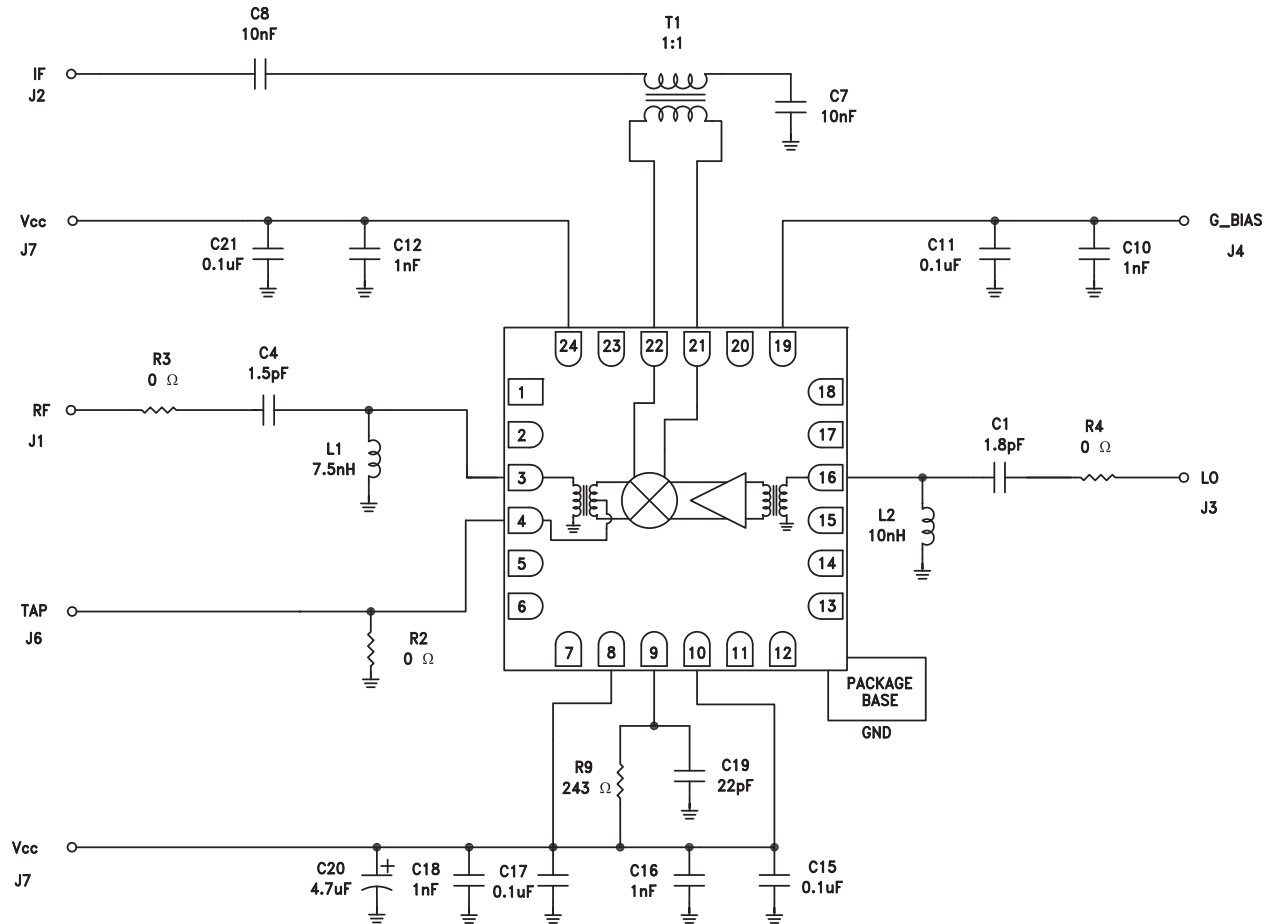 C8
10nF
T1
1:1
IF
J2
C7
10nF
Vcc
J7
C21
0.1uF
C12
1nF
C11
0.1uF
C10
1nF
G_BIAS
J4
24
23
22
21
20
19
R3
0 Ω
C4
1.5pF
RF
J1
L1
7.5nH
1
2
3
4
5
6
18
17
16
15
14
13
C1
1.8pF
R4
0 Ω
LO
J3
L2
10nH
TAP
J6
R2
0 Ω
7
8
9
10
11
12
PACKAGE
BASE
GND
R9
243 Ω
C19
22pF
Vcc
J7
C20
4.7uF
+
C18
1nF
C17
0.1uF
C16
1nF
C15
0.1uF